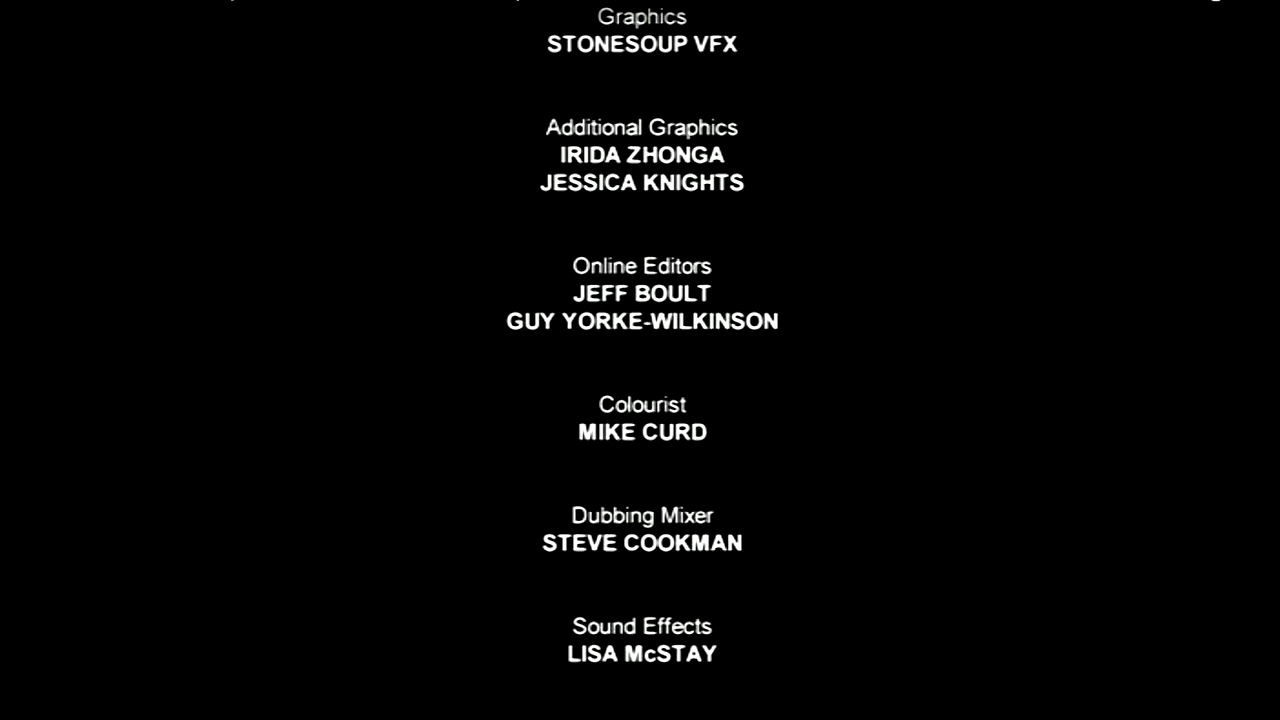 Graphics
STONESOUP VFX
Additional Graphics
IRIDA ZHONGA
JESSICA KNIGHTS
Online Editors
JEFF BOULT
GUY YORKE-WILKINSON
Colourist
MIKE CURD
Dubbing Mixer
STEVE COOKMAN
Sound Effects
LISA McSTAY